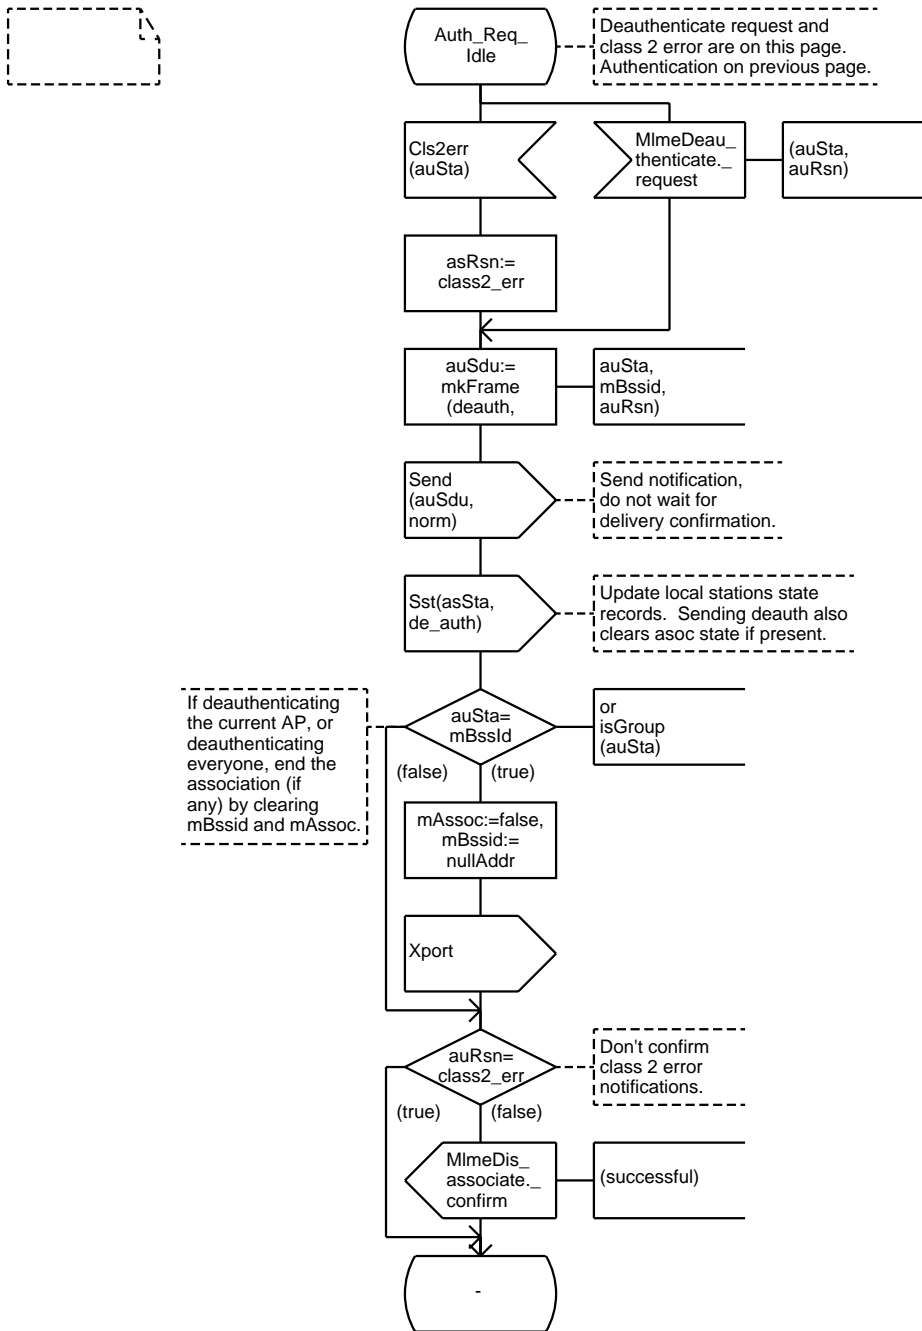 Auth_Req_
Idle
Deauthenticate request and
class 2 error are on this page.
Authentication on previous page.
Cls2err
(auSta)
MlmeDeau_
thenticate._
request
(auSta,
auRsn)
asRsn:=
class2_err
auSdu:=
mkFrame
(deauth,
auSta,
mBssid,
auRsn)
Send
(auSdu,
norm)
Send notification,
do not wait for
delivery confirmation.
Sst(asSta,
de_auth)
Update local stations state
records.  Sending deauth also
clears asoc state if present.
If deauthenticating
the current AP, or
deauthenticating
everyone, end the
association (if
any) by clearing
mBssid and mAssoc.
auSta=
mBssId
or
isGroup
(auSta)
(false)
(true)
mAssoc:=false,
mBssid:=
nullAddr
Xport
auRsn=
class2_err
Don't confirm
class 2 error
notifications.
(true)
(false)
MlmeDis_
associate._
confirm
(successful)
-